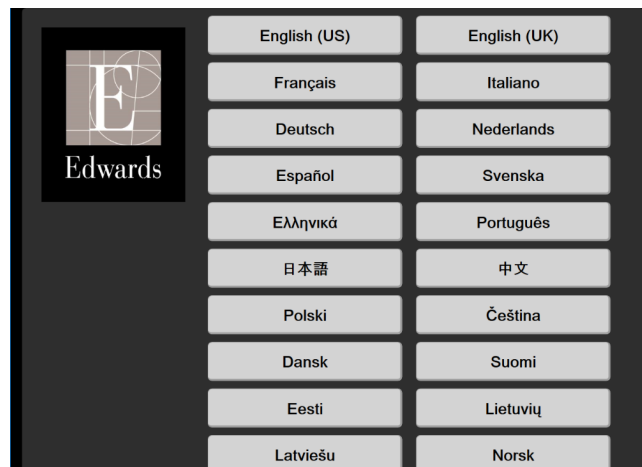 E
Edwards
English (US)
English (UK)
Français
Italiano
Deutsch
Nederlands
Español
Svenska
Ελληνικά
Português
日本語
中文
Polski
Čeština
Dansk
Suomi
Eesti
Lietuvių
Latviešu
Norsk